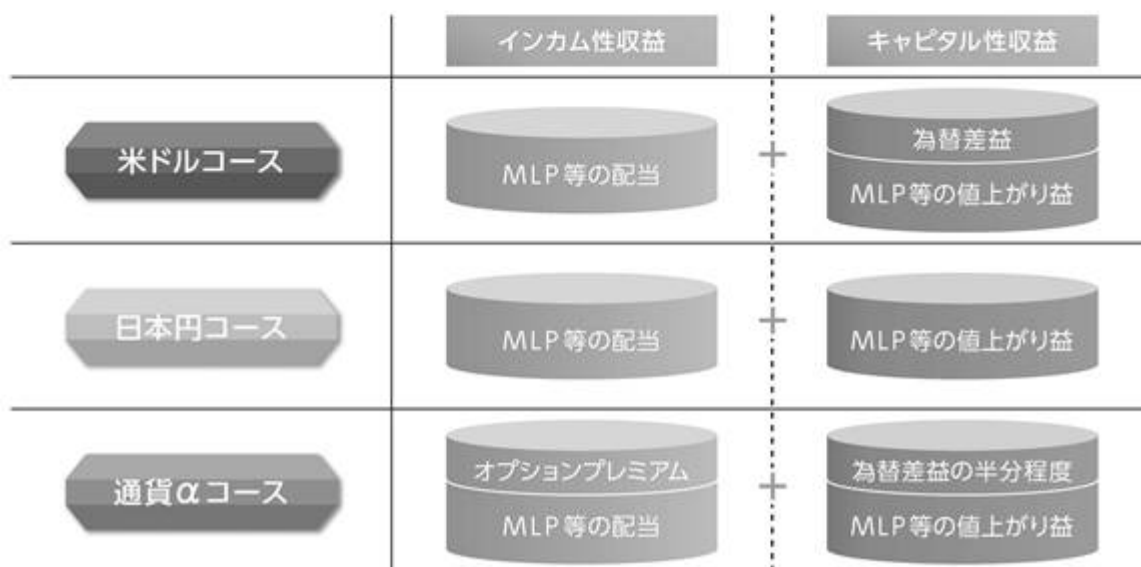 インカム性収益
キャピタル性収益
米ドルコース
MLP等の配当
+
為替差益
MLP等の値上がり益
日本円コース
MLP等の配当
+
MLP等の値上がり益
通貨αコース
オプションプレミアム
MLP等の配当
+
為替差益の半分程度
MLP等の値上がり益